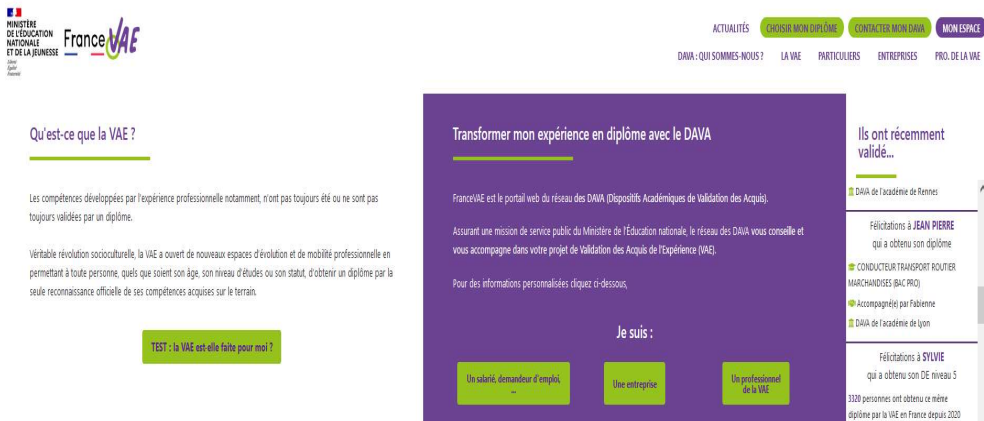 MINISTÈRE
DE L'ÉDUCATION
NATIONALE
ET DE LA JEUNESSE
Liberté
Égalité
Fraternité
France VAE
ACTUALITÉS CHOISIR MON DIPLÔME CONTACTER MON DAVA MON ESPACE
DAVA : QUI SOMMES-NOUS ? LA VAE PARTICULIERS ENTREPRISES PRO. DE LA VAE
Qu'est-ce que la VAE ?
Les compétences développées par l'expérience professionnelle notamment, n'ont pas toujours été ou ne sont pas
toujours validées par un diplôme.
Véritable révolution socioculturelle, la VAE a ouvert de nouveaux espaces d'évolution et de mobilité professionnelle en
permettant à toute personne, quels que soient son âge, son niveau d'études ou son statut, d'obtenir un diplôme par la
seule reconnaissance officielle de ses compétences acquises sur le terrain.
TEST : la VAE est-elle faite pour moi ?
Transformer mon expérience en diplôme avec le DAVA
FranceVAE est le portail web du réseau des DAVA (Dispositifs Académiques de Validation des Acquis).
Assurant une mission de service public du Ministère de l'Éducation nationale, le réseau des DAVA vous conseille et
vous accompagne dans votre projet de Validation des Acquis de l'Expérience (VAE).
Pour des informations personnalisées cliquez ci-dessous,
Je suis :
Un salarié, demandeur d'emploi,
...
Une entreprise
Un professionnel
de la VAE
Ils ont récemment
validé...
DAVA de l'académie de Rennes
Félicitations à JEAN PIERRE
qui a obtenu son diplôme
CONDUCTEUR TRANSPORT ROUTIER
MARCHANDISES (BAC PRO)
Accompagné(e) par Fabienne
DAVA de l'académie de Lyon
Félicitations à SYLVIE
qui a obtenu son DE niveau 5
3320 personnes ont obtenu ce même
diplôme par la VAE en France depuis 2020